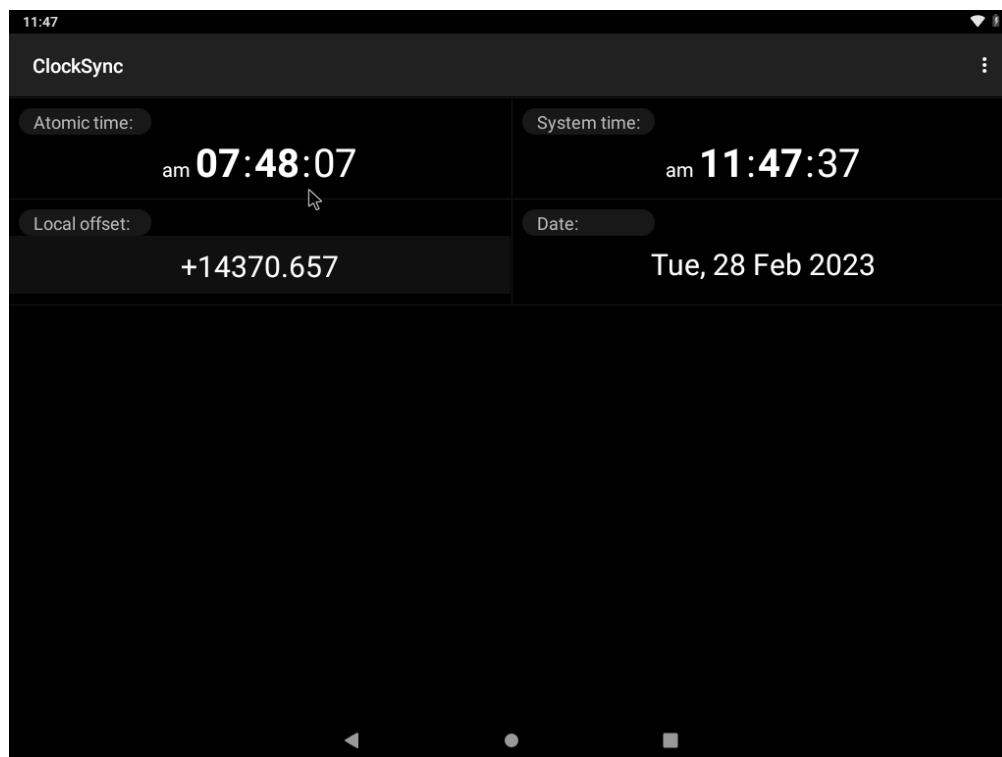 11:47
ClockSync
Atomic time:
am 07:48:07
System time:
am 11:47:37
Local offset:
+14370.657
Date:
Tue, 28 Feb 2023